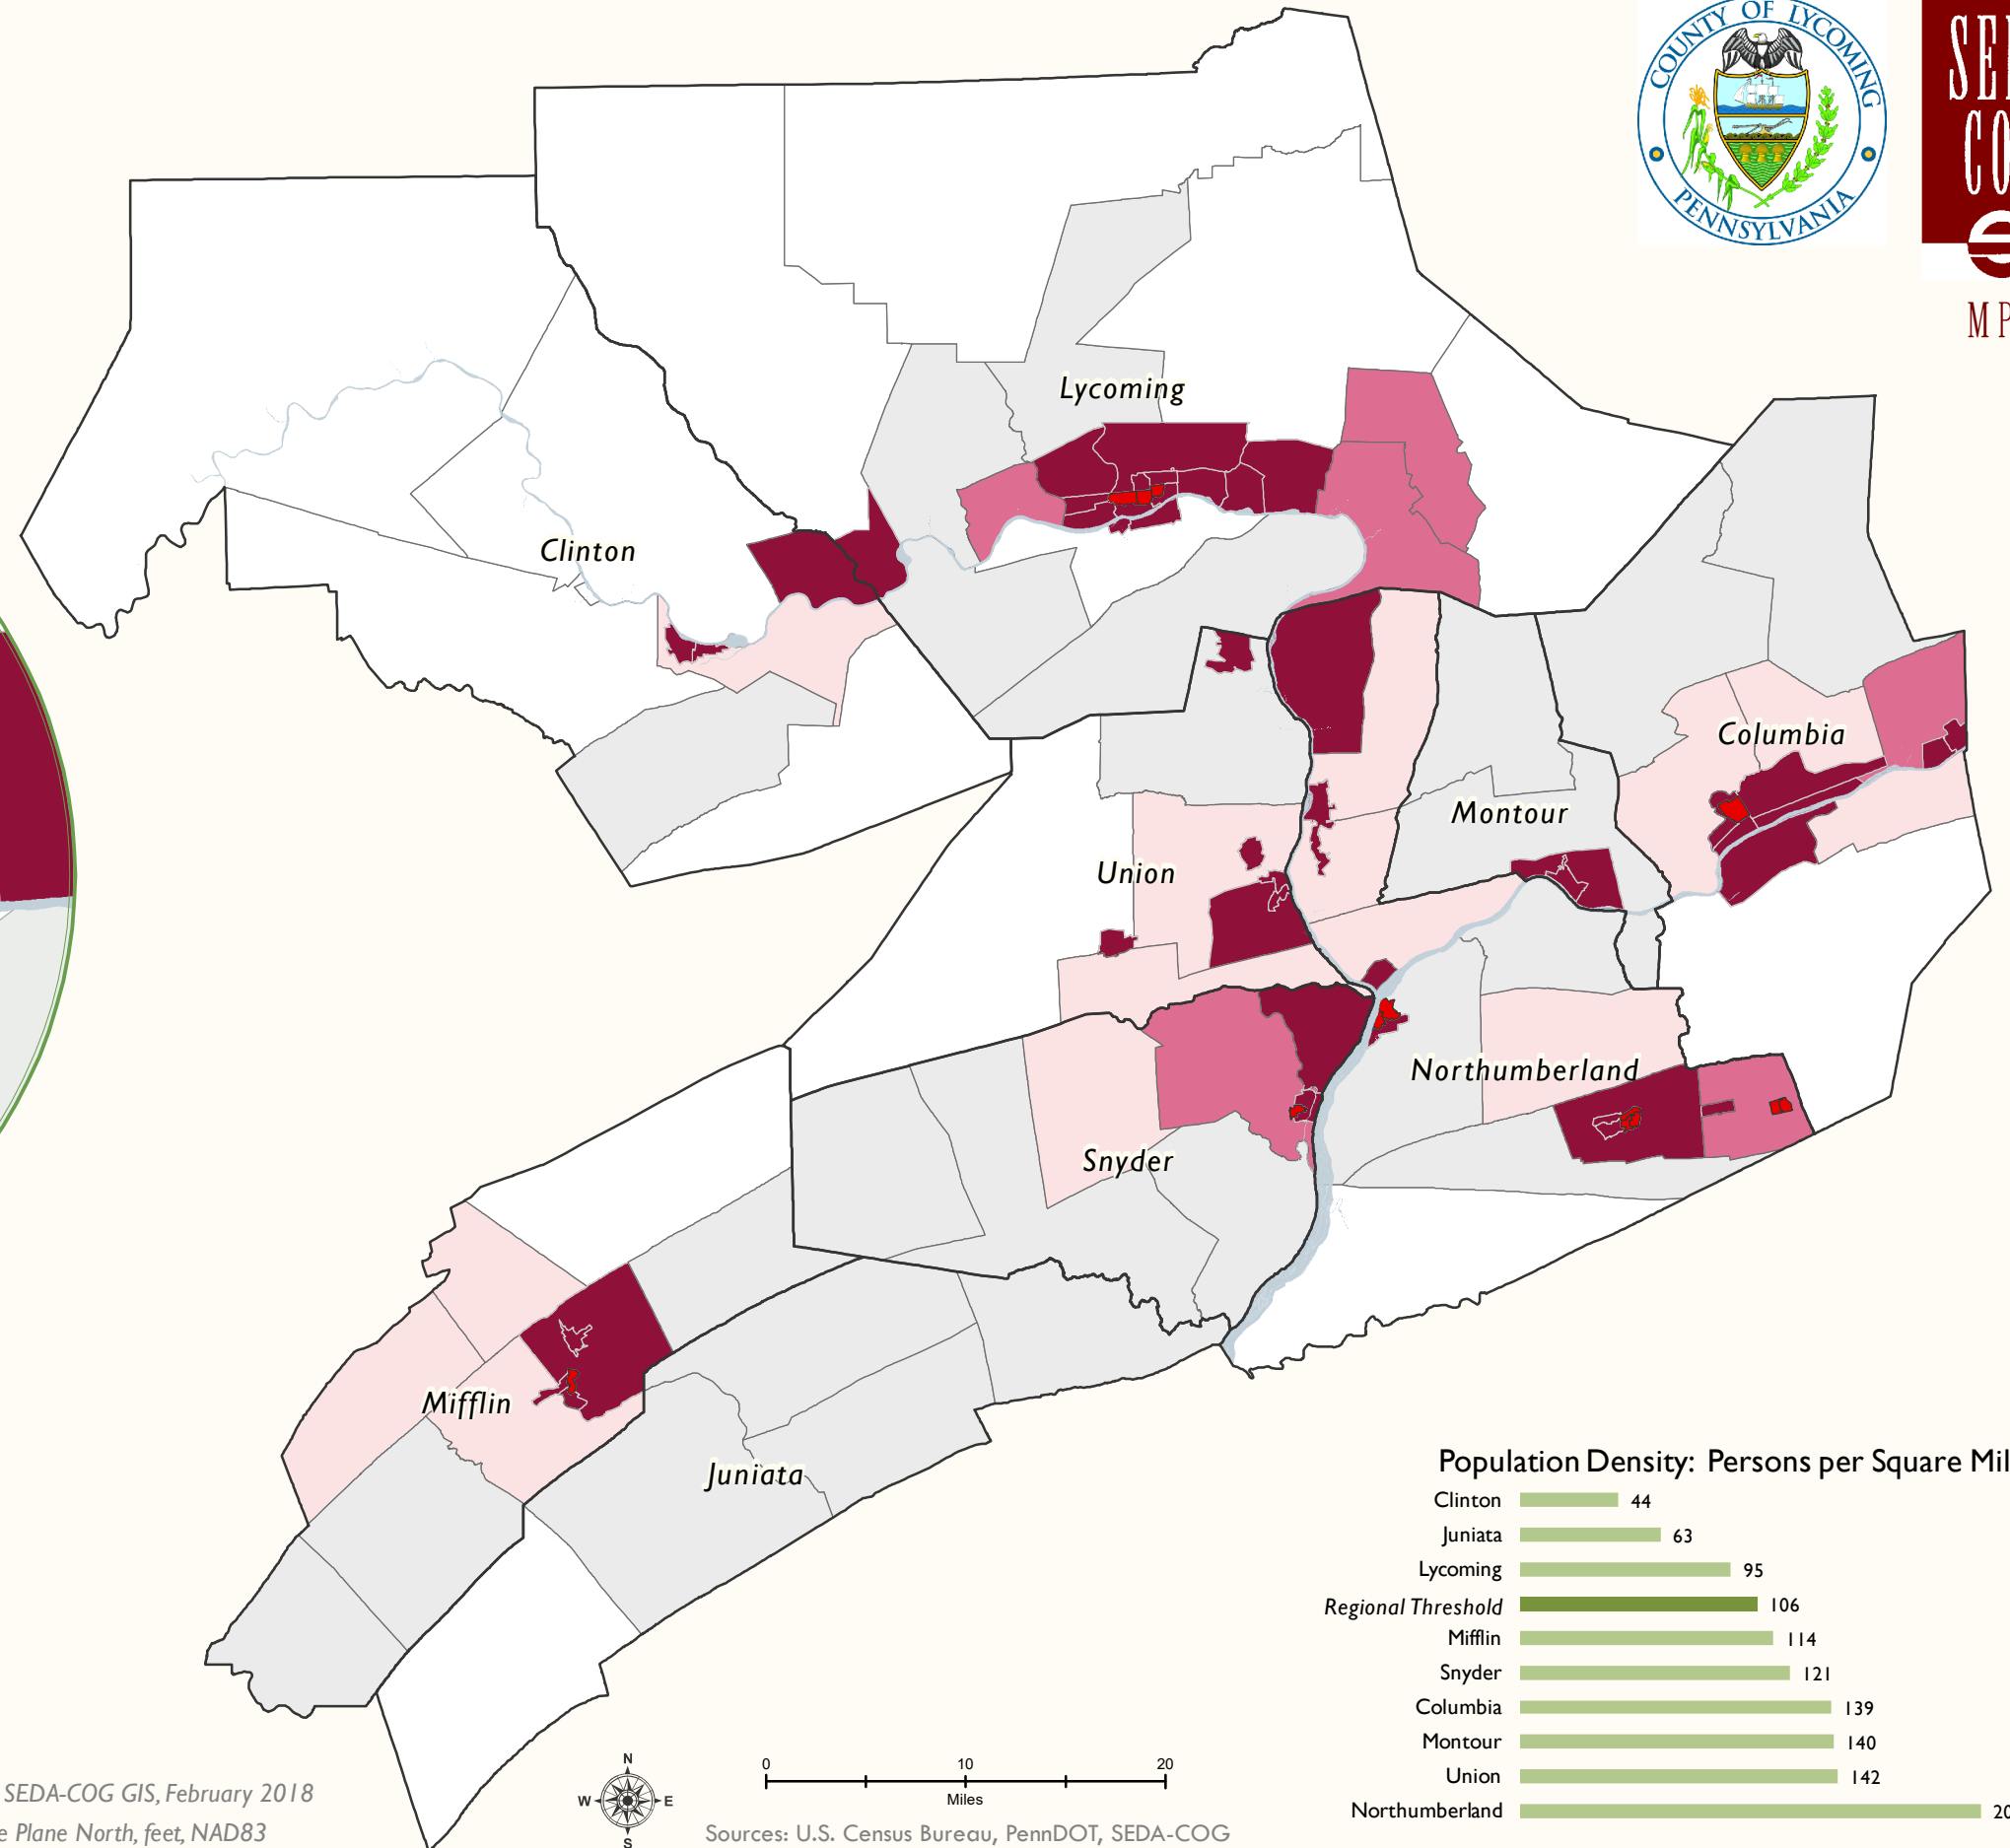 COUNTY OF LYCOMING
PENNSYLVANIA
Lycoming
Clinton
Columbia
Montour
Union
Northumberland
Snyder
Mifflin
Juniata
Population Density: Persons per Square
Clinton 44
Juniata 63
Lycoming 95
Regional Threshold 106
Mifflin 114
Snyder 121
Columbia 139
Montour 140
Union 142
Northumberland
N
W E
S
0 10 20
Miles
SEDA-COG GIS, February 2018
Plane North, feet, NAD83
Sources: U.S. Census Bureau, PennDOT, SEDA-COG